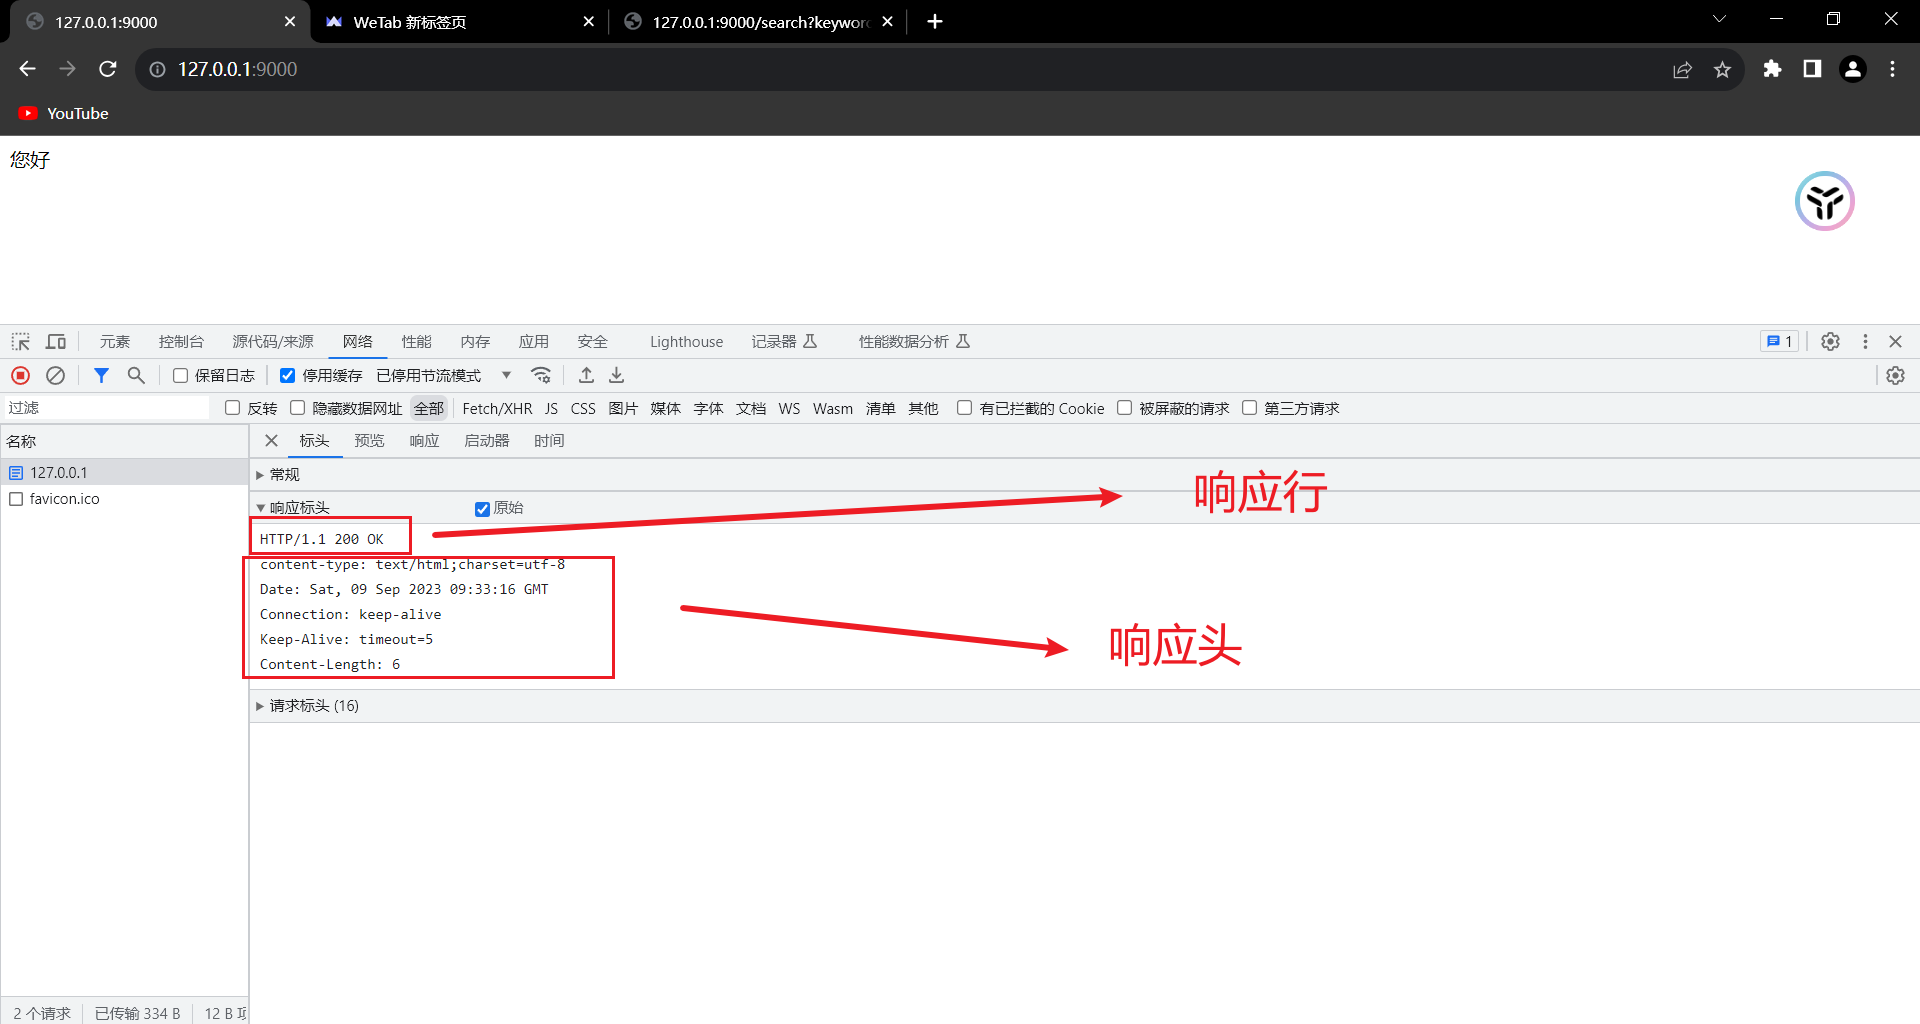 127.0.0.1:9000
WeTab 新标签页
127.0.0.1:9000/search?keyword
127.0.0.1:9000
YouTube
您好
元素 控制台 源代码/来源 网络 性能 内存 应用 安全 Lighthouse 记录器 性能数据分析 1
保留日志 停用缓存 已停用节流模式
过滤 反转 隐藏数据网址 全部 Fetch/XHR JS CSS 图片 媒体 字体 文档 WS Wasm 清单 其他 有已拦截的 Cookie 被屏蔽的请求 第三方请求
名称 标头 预览 响应 启动器 时间
127.0.0.1
favicon.ico
常规
响应标头 原始
响应行
HTTP/1.1 200 OK
content-type: text/html;charset=utf-8
Date: Sat, 09 Sep 2023 09:33:16 GMT
Connection: keep-alive
Keep-Alive: timeout=5
Content-Length: 6
响应头
请求标头 (16)
2 个请求 已传输 334 B 12 B